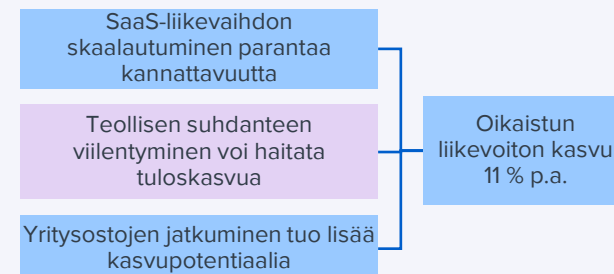 SaaS-liikevaihdon
skaalautuminen parantaa
kannattavuutta
Teollisen suhdanteen
viilentyminen voi haitata
tuloskasvua
Yritysostojen jatkuminen tuo lisää
kasvupotentiaalia
Oikaistun
liikevoiton kasvu
11 % p.a.